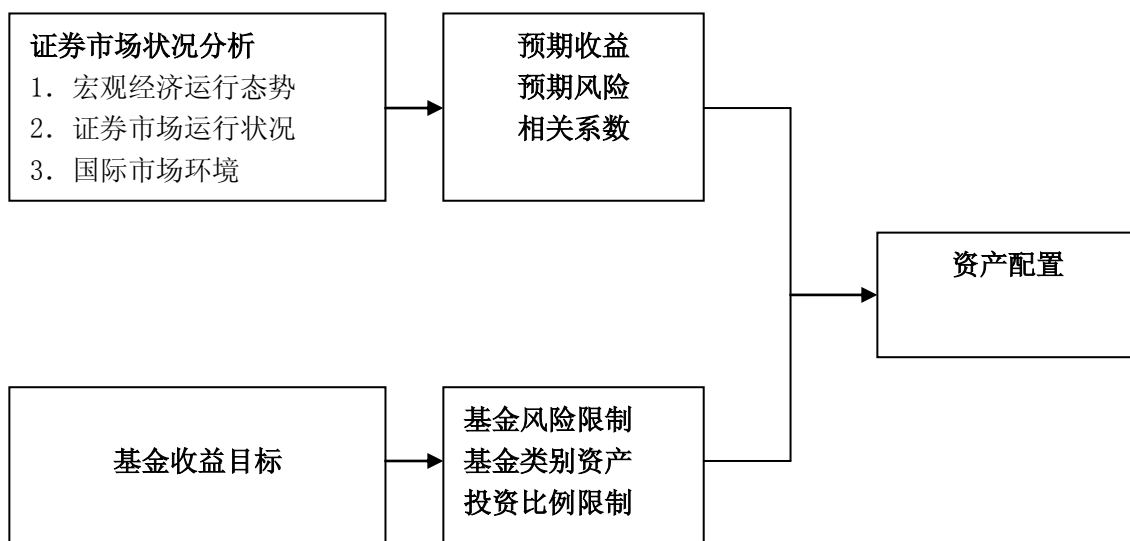 证券市场状况分析
1. 宏观经济运行态势
2. 证券市场运行状况
3. 国际市场环境
预期收益
预期风险
相关系数
资产配置
基金收益目标
基金风险限制
基金类别资产
投资比例限制